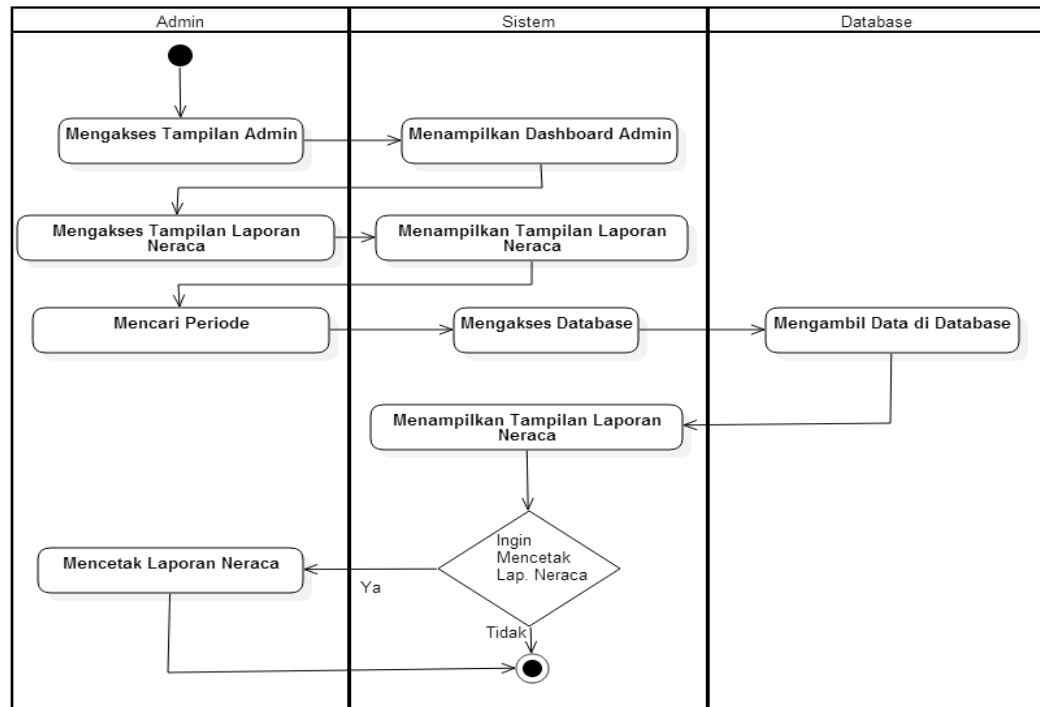 Admin
Sistem
Database
Mengakses Tampilan Admin
Menampilkan Dashboard Admin
Mengakses Tampilan Laporan
Neraca
Menampilkan Tampilan Laporan
Neraca
Mencari Periode
Mengakses Database
Mengambil Data di Database
Menampilkan Tampilan Laporan
Neraca
Ingin
Mencetak
Lap. Neraca
Mencetak Laporan Neraca
Ya
Tidak